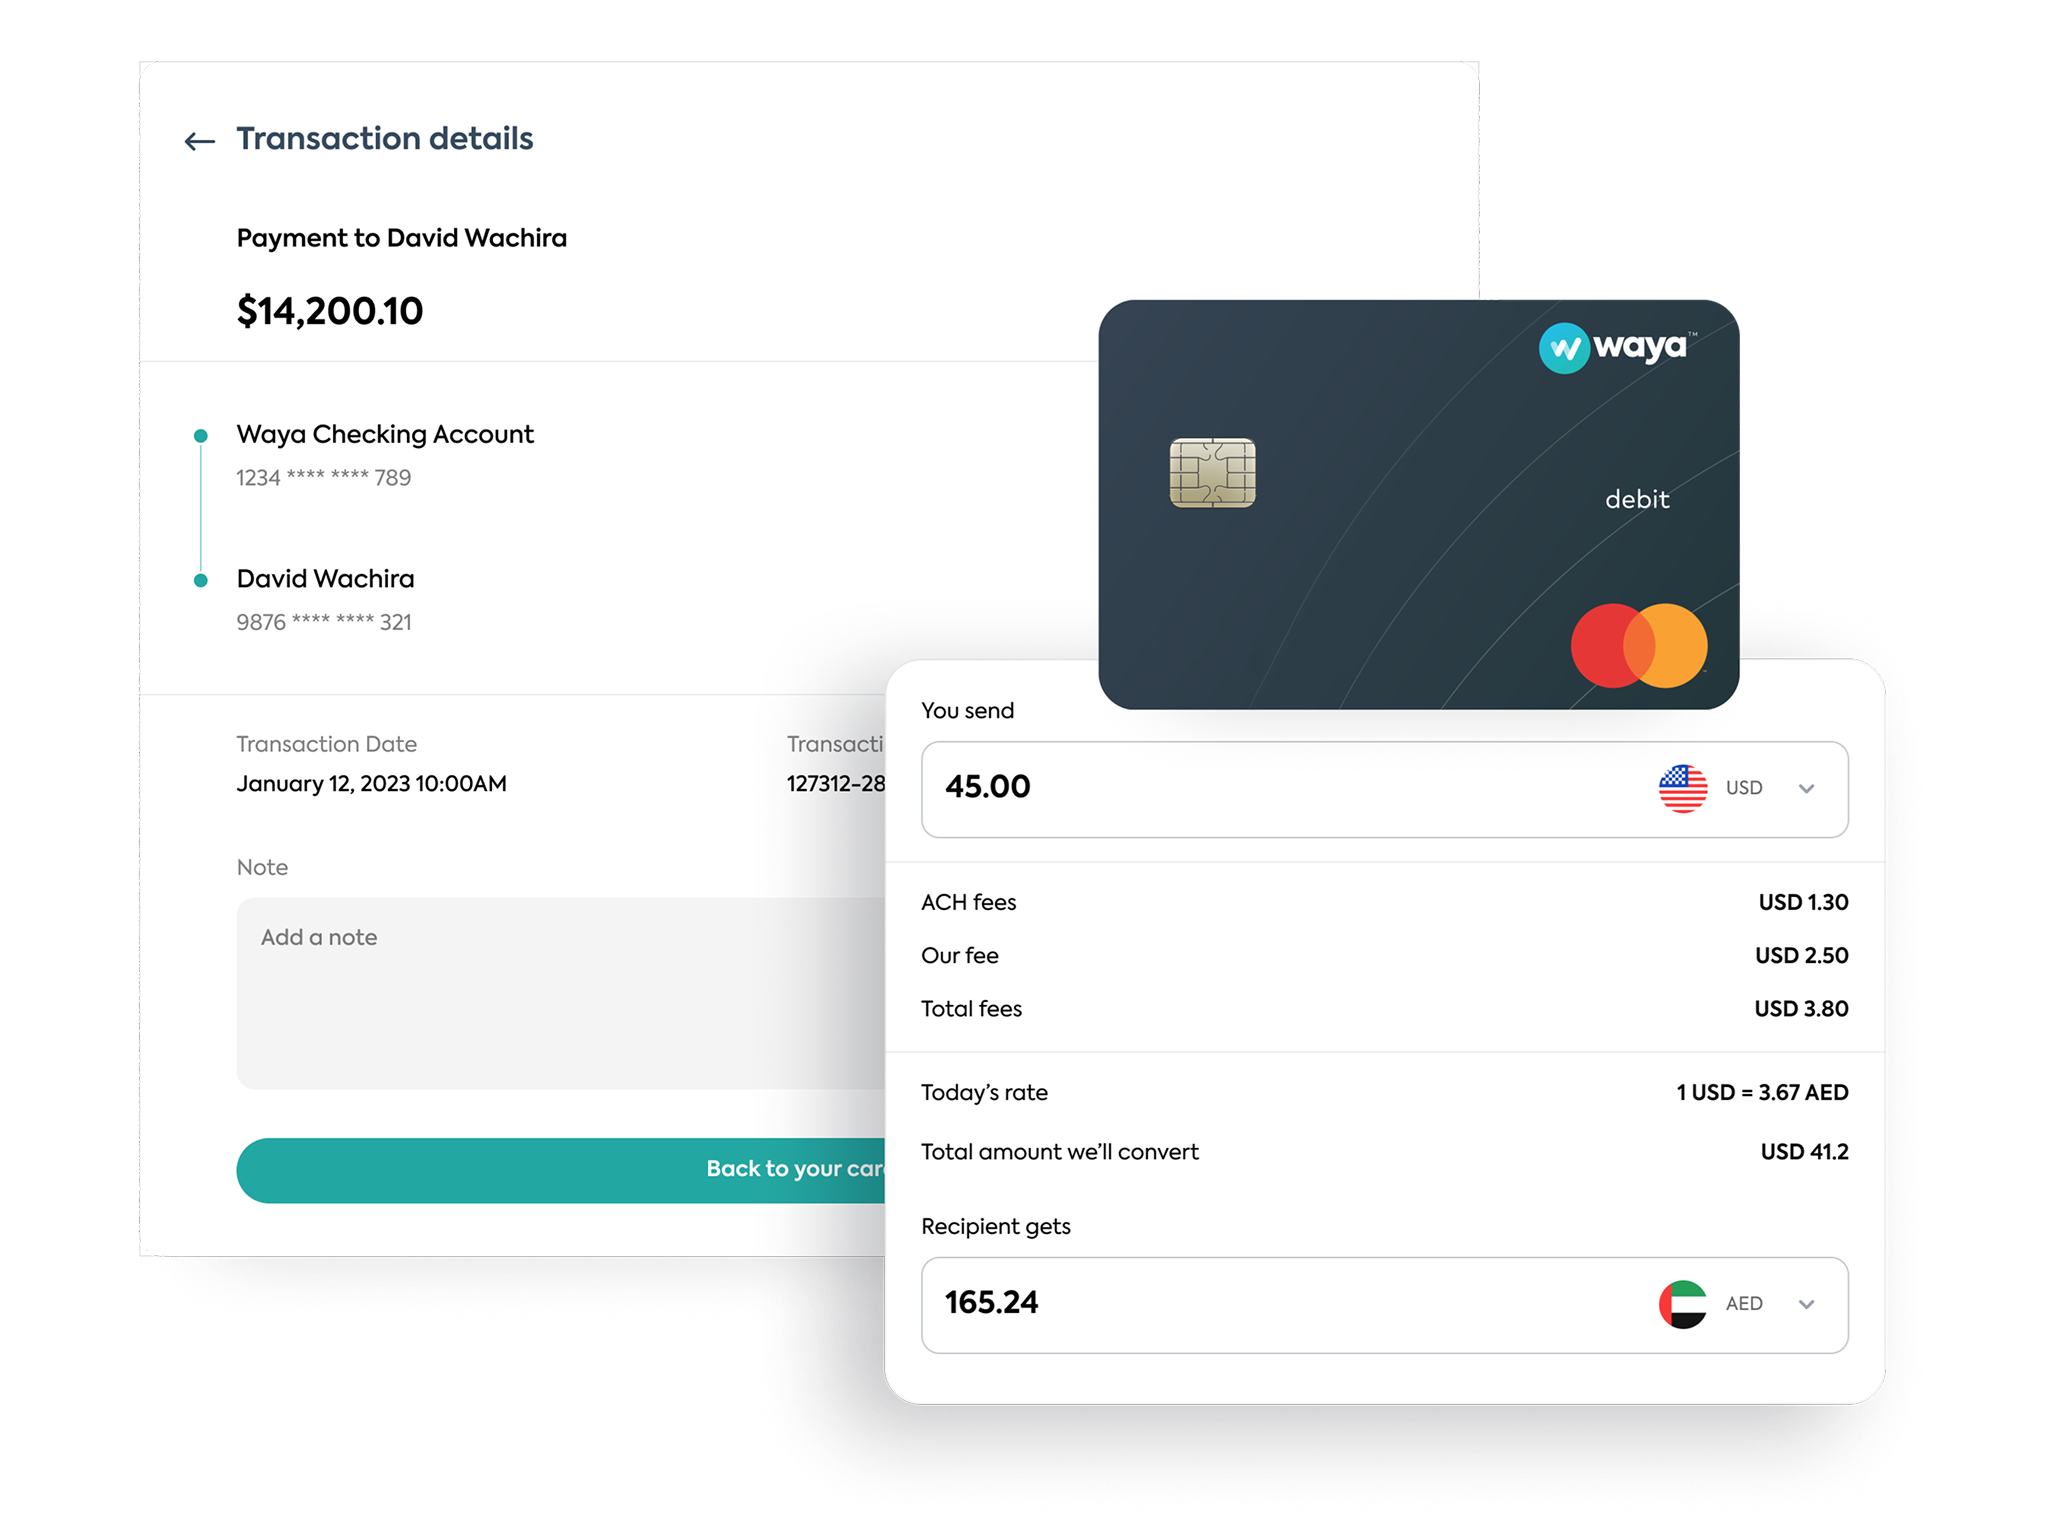 Transaction details
Payment to David Wachira
$14,200.10
Waya Checking Account
1234 **** **** 789
David Wachira
9876 **** **** 321
Transaction Date
January 12, 2023 10:00AM
127312-28
Note
Add a note
Back to your
W waya™
debit
You send
45.00
USD
ACH fees
USD 1.30
Our fee
USD 2.50
Total fees
USD 3.80
Today’s rate
1 USD = 3.67 AED
Total amount we’ll convert
USD 41.2
Recipient gets
165.24
AED